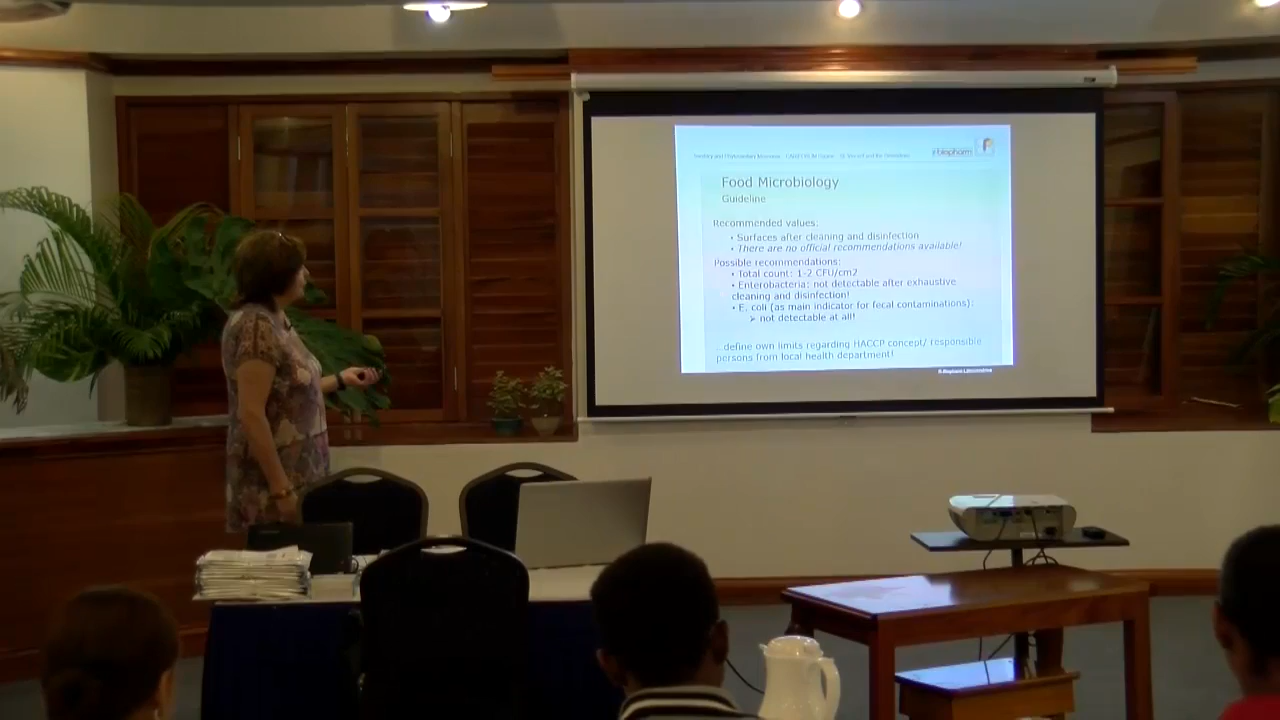 r-biopharm
Food Microbiology
Guideline
Recommended values:
• Surfaces after cleaning and disinfection
• There are no official recommendations available!
Possible recommendations:
• Total count: 1-2 CFU/cm2
• Enterobacteria: not detectable after exhaustive
cleaning and disinfection!
• E. coli (as main indicator for fecal contaminations):
➢ not detectable at all!
...define own limits regarding HACCP concept/ responsible
persons from local health department!